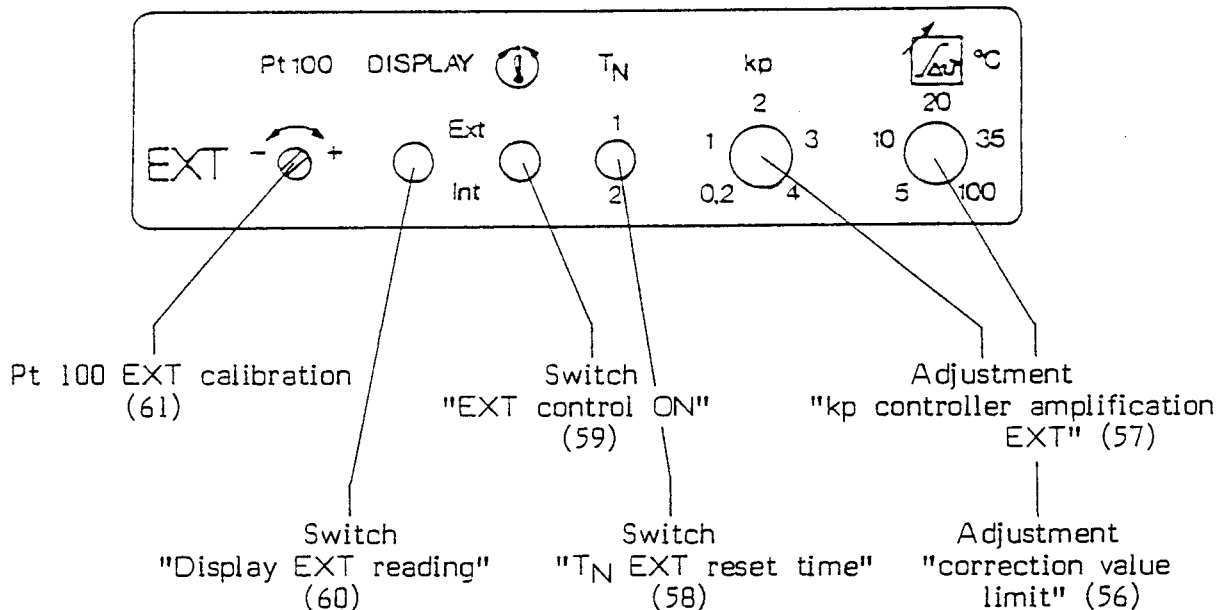 Pt 100 DISPLAY TN kp °C
2 20
Ext 1 1 3 10 35
EXT - +
Int 2 0,2 4 5 100
Pt 100 EXT calibration
(61)
Switch
"EXT control ON"
(59)
Adjustment
"kp controller amplification
EXT" (57)
Switch
"Display EXT reading"
(60)
Switch
"TN EXT reset time"
(58)
Adjustment
"correction value
limit" (56)